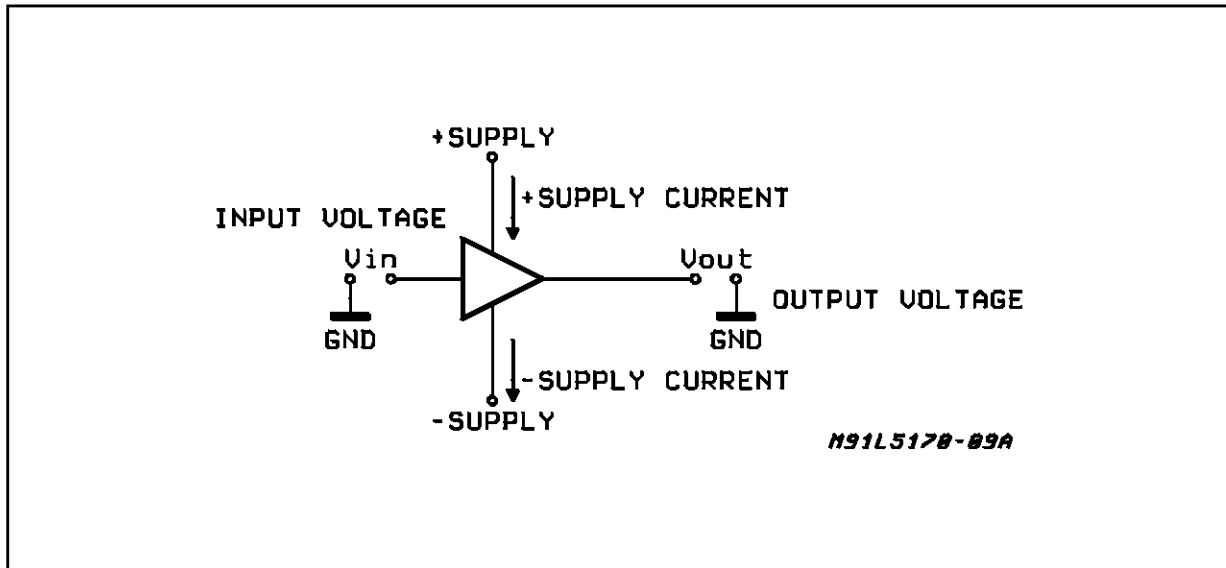 +SUPPLY
+SUPPLY CURRENT
INPUT VOLTAGE
Vin
Vout
OUTPUT VOLTAGE
GND
GND
-SUPPLY CURRENT
-SUPPLY
M91L5170-09A